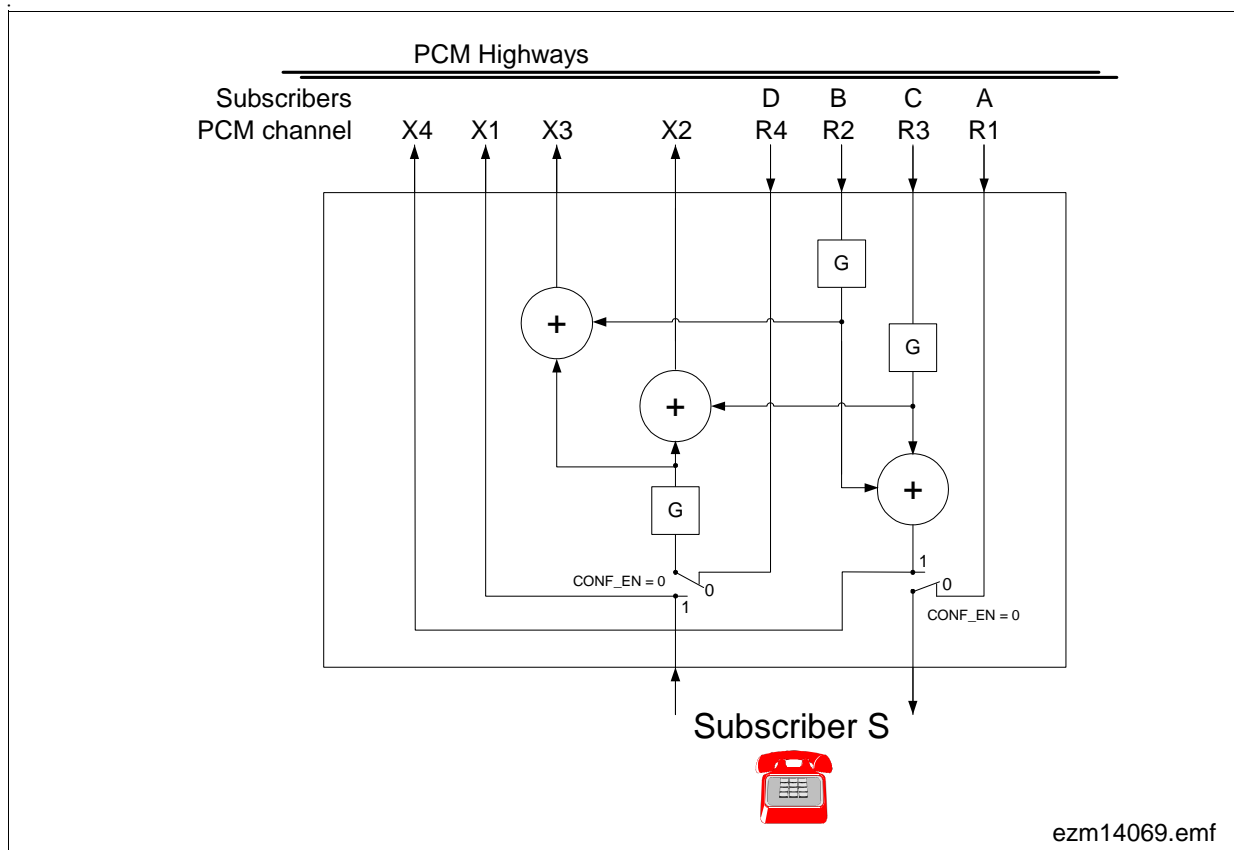 PCM Highways
Subscribers D B C A
PCM channel X4 X1 X3 X2 R4 R2 R3 R1
G
+
G
+
G
+
1
CONF_EN = 0
0
0
1
CONF_EN = 0
Subscriber S
ezm14069.emf